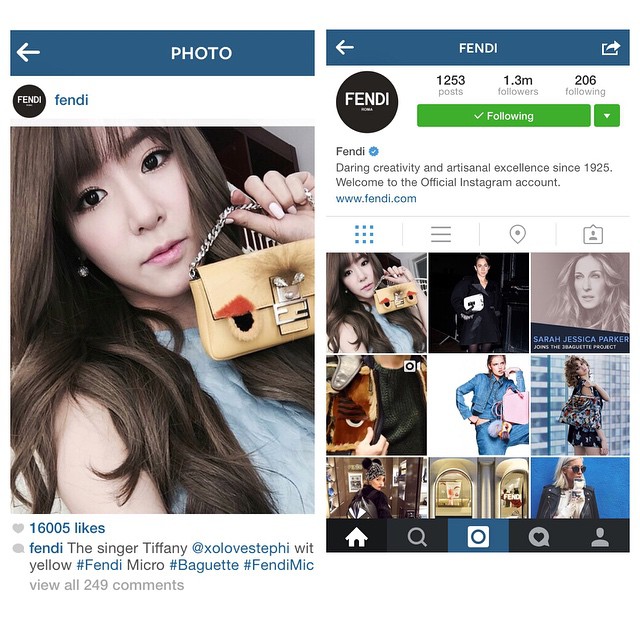 PHOTO
FENDI
ROMA
fendi
16005 likes
fendi The singer Tiffany @xolovestephi wit
yellow #Fendi Micro #Baguette #FendiMic
view all 249 comments
FENDI
FENDI
ROMA
1253
posts
1.3m
followers
206
following
Following
Fendi
Daring creativity and artisanal excellence since 1925.
Welcome to the Official Instagram account.
www.fendi.com
SARAH JESSICA PARKER
JOINS THE 3BAGUETTE PROJECT
FENDI